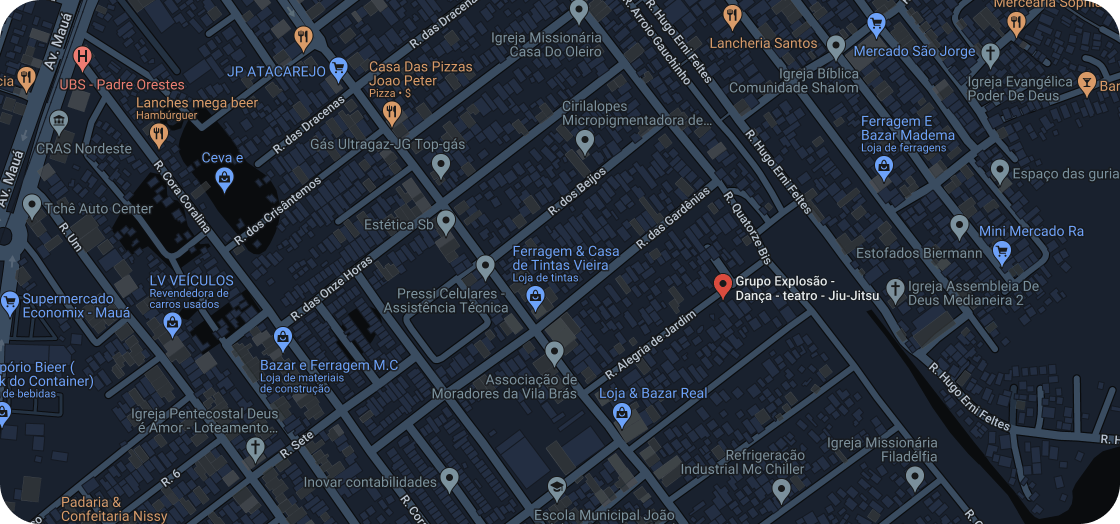 Mercearia Sophi
R. das Dracenas
Av. Mauá
Igreja Missionária
Casa Do Oleiro
R. Arroio Gauchinho
R. Hugo Erni Feltes
Lancheria Santos
Mercado São Jorge
JP ATACAREJO
Casa Das Pizzas
Joao Peter
Pizza • $
UBS - Padre Orestes
cia
Igreja Bíblica
Comunidade Shalom
Igreja Evangélica
Poder De Deus
Bar
Lanches mega beer
Hambúrguer
R. das Dracenas
Cirilalopes
Micropigmentadora de...
Ferragem E
Bazar Madema
Loja de ferragens
CRAS Nordeste
Gás Ultragaz-JG Top-gás
Ceva e
R. Hugo Erni Feltes
Espaço das guria
Av. Mauá
R. Cora Coralina
R. dos Crisântemos
R. dos Beijos
R. das Gardênias
R. Quatorze Bis
Tchê Auto Center
R. Um
Estética Sb
Mini Mercado Ra
Estofados Biermann
Ferragem & Casa
de Tintas Vieira
Loja de tintas
LV VEÍCULOS
Revendedora de
carros usados
R. das Onze Horas
Pressi Celulares -
Assistência Técnica
Grupo Explosão -
Dança - teatro - Jiu-Jitsu
Igreja Assembleia De
Deus Medianeira 2
Supermercado
Economix - Mauá
R. Alegria de Jardim
Bazar e Ferragem M.C
Loja de materiais
de construção
pório Bieer (
k do Container)
de bebidas
Associação de
Moradores da Vila Brás
Loja & Bazar Real
R. Hugo Erni Feltes
Igreja Pentecostal Deus
é Amor - Loteamento...
R. Sete
R. H
Igreja Missionária
Filadélfia
Refrigeração
Industrial Mc Chiller
R. 6
Inovar contabilidades
Padaria &
Confeitaria Nissy
R. Cor
Escola Municipal João
R. Q